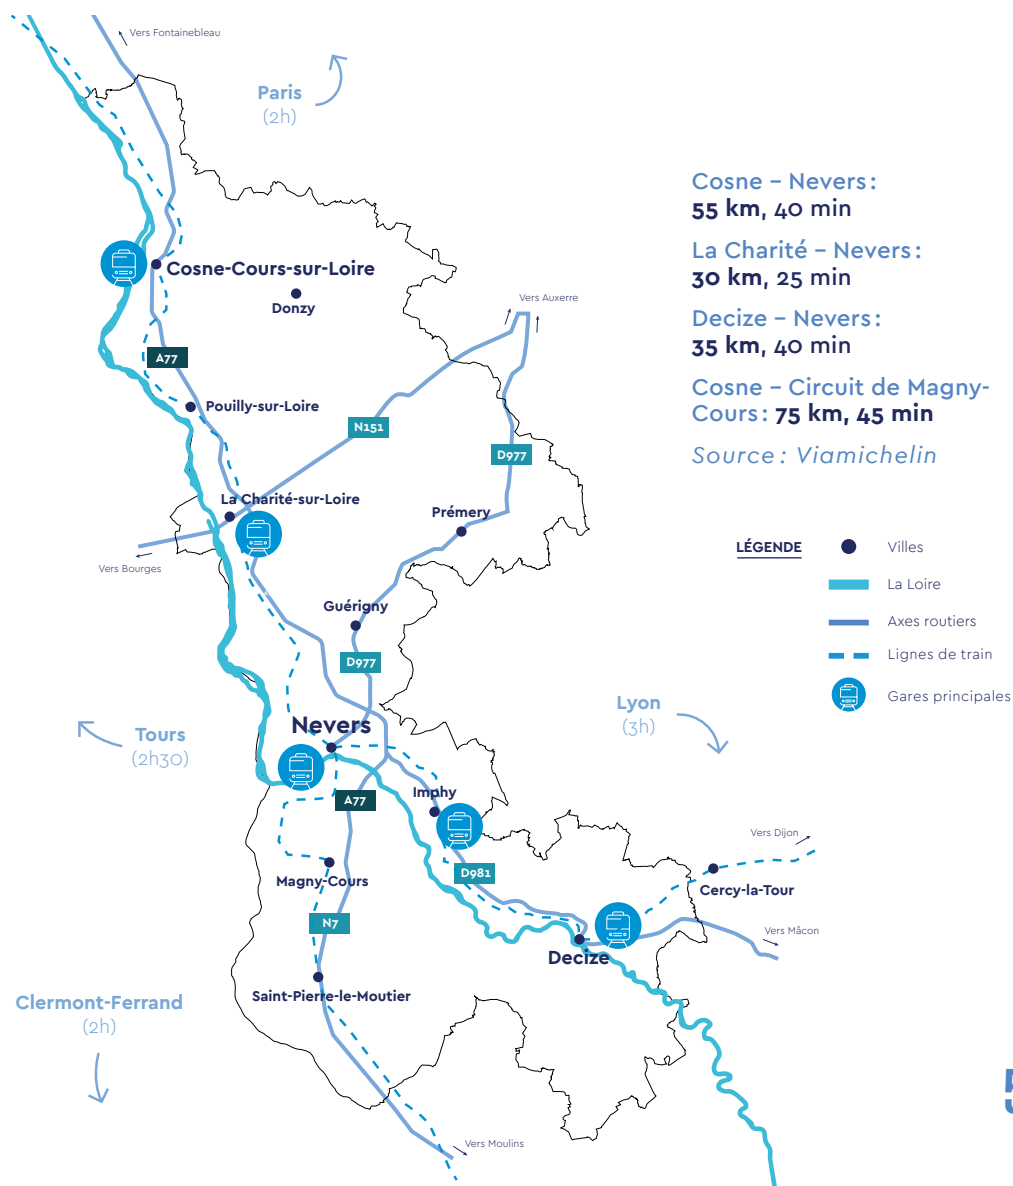 Vers Fontainebleau
Paris
(2h)
Cosne – Nevers :
55 km, 40 min
La Charité – Nevers :
30 km, 25 min
Decize – Nevers :
35 km, 40 min
Cosne – Circuit de Magny-
Cours : 75 km, 45 min
Source : Viamichelin
Cosne-Cours-sur-Loire
Donzy
Vers Auxerre
A77
Pouilly-sur-Loire
N151
D977
La Charité-sur-Loire
Prémery
Vers Bourges
LÉGENDE
Villes
La Loire
Axes routiers
Lignes de train
Gares principales
Guérigny
D977
Lyon
(3h)
Tours
(2h30)
Nevers
Imphy
A77
Vers Dijon
D981
Magny-Cours
Cercy-la-Tour
N7
Vers Mâcon
Decize
Saint-Pierre-le-Moutier
Clermont-Ferrand
(2h)
Vers Moulins